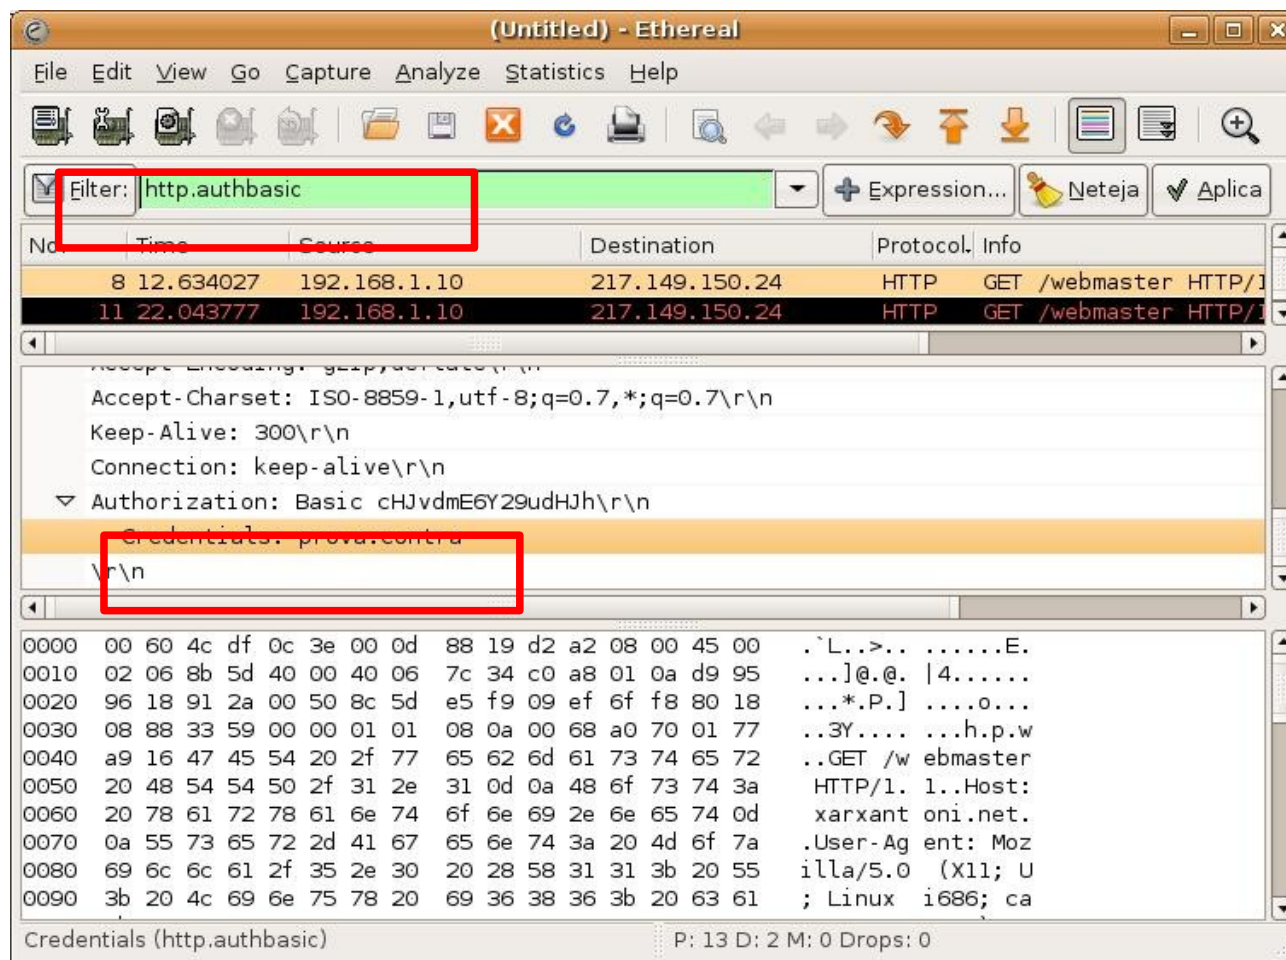 (Untitled) - Ethereal
File Edit View Go Capture Analyze Statistics Help
Filter: http.authbasic Expression... Neteja Aplica
No. Time Source Destination Protocol Info
8 12.634027 192.168.1.10 217.149.150.24 HTTP GET /webmaster HTTP/1
11 22.043777 192.168.1.10 217.149.150.24 HTTP GET /webmaster HTTP/1
Accept-Encoding: gzip,deflate\r\n
Accept-Charset: ISO-8859-1,utf-8;q=0.7,*;q=0.7\r\n
Keep-Alive: 300\r\n
Connection: keep-alive\r\n
Authorization: Basic cHJvdmE6Y29udHJh\r\n
Credentials: prova:contra
\r\n
0000 00 60 4c df 0c 3e 00 0d 88 19 d2 a2 08 00 45 00 .`L..>.. ......E.
0010 02 06 8b 5d 40 00 40 06 7c 34 c0 a8 01 0a d9 95 ...]@.@. |4......
0020 96 18 91 2a 00 50 8c 5d e5 f9 09 ef 6f f8 80 18 ...*.P.] ....o...
0030 08 88 33 59 00 00 01 01 08 0a 00 68 a0 70 01 77 ..3Y.... ...h.p.w
0040 a9 16 47 45 54 20 2f 77 65 62 6d 61 73 74 65 72 ..GET /w ebmaster
0050 20 48 54 54 50 2f 31 2e 31 0d 0a 48 6f 73 74 3a HTTP/1. 1..Host:
0060 20 78 61 72 78 61 6e 74 6f 6e 69 2e 6e 65 74 0d xarxant oni.net.
0070 0a 55 73 65 72 2d 41 67 65 6e 74 3a 20 4d 6f 7a .User-Ag ent: Moz
0080 69 6c 6c 61 2f 35 2e 30 20 28 58 31 31 3b 20 55 illa/5.0 (X11; U
0090 3b 20 4c 69 6e 75 78 20 69 36 38 36 3b 20 63 61 ; Linux i686; ca
Credentials (http.authbasic) P: 13 D: 2 M: 0 Drops: 0